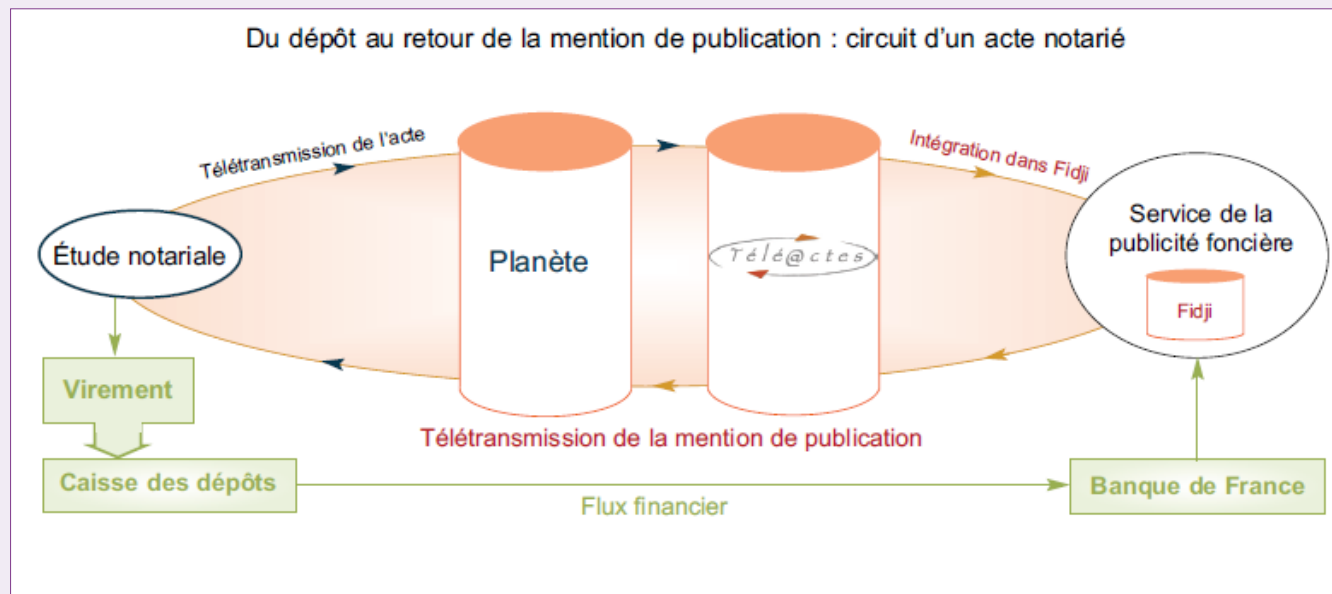 Du dépôt au retour de la mention de publication : circuit d'un acte notarié
Télétransmission de l'acte
Intégration dans Fidji
Étude notariale
Planète
Télé@ctes
Service de la
publicité foncière
Fidji
Virement
Télétransmission de la mention de publication
Caisse des dépôts
Flux financier
Banque de France